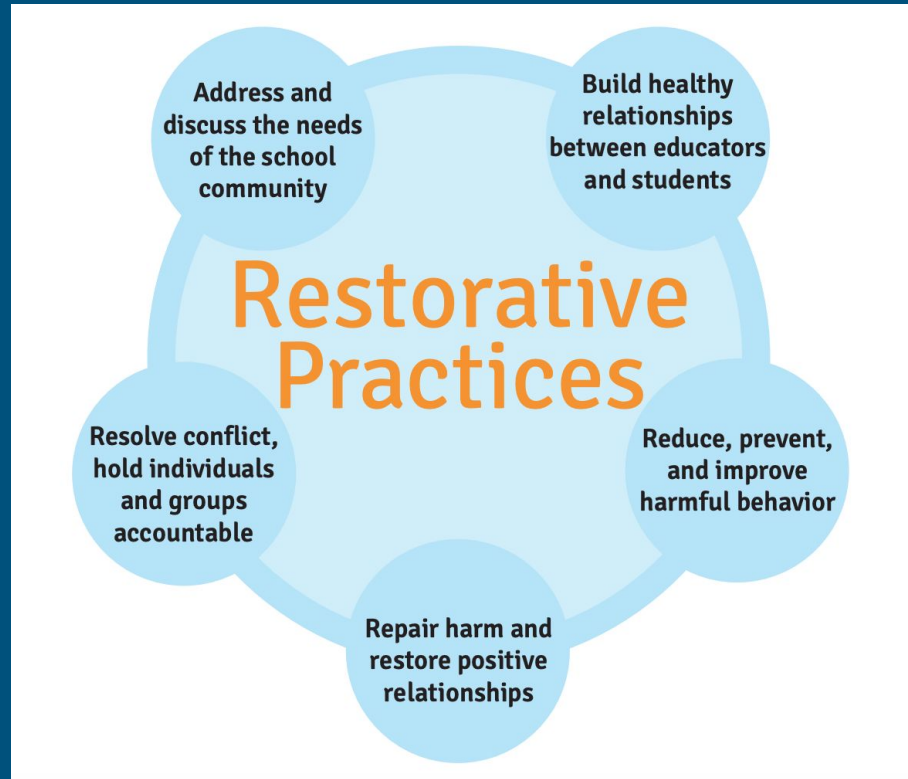 Address and
discuss the needs
of the school
community
Build healthy
relationships
between educators
and students
Restorative
Practices
Resolve conflict,
hold individuals
and groups
accountable
Reduce, prevent,
and improve
harmful behavior
Repair harm and
restore positive
relationships